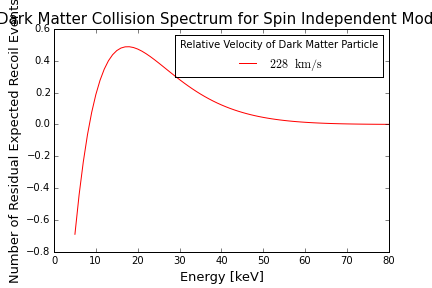 Dark Matter Collision Spectrum for Spin Independent Mod
Number of Residual Expected Recoil Events
0.6
0.4
0.2
0.0
−0.2
−0.4
−0.6
−0.8
Relative Velocity of Dark Matter Particle
228 km/s
0 10 20 30 40 50 60 70 80
Energy [keV]